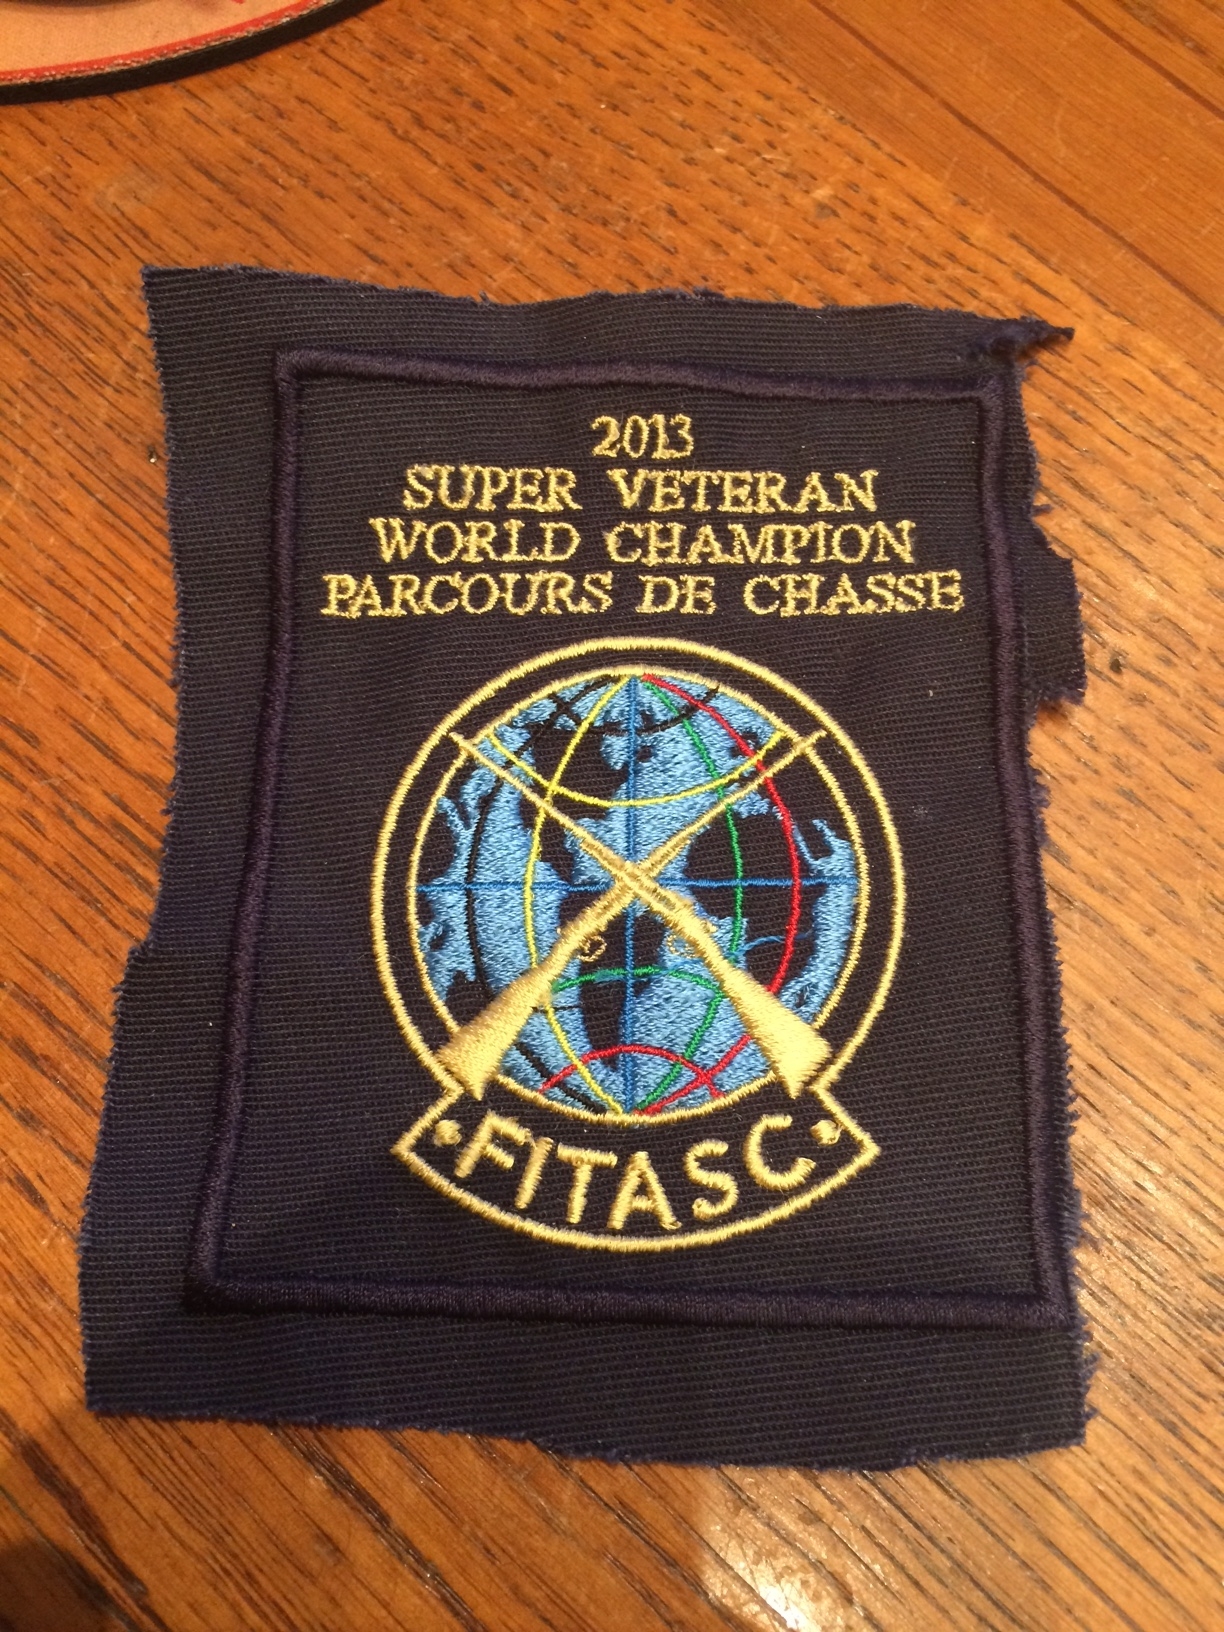 2013
SUPER VETERAN
WORLD CHAMPION
PARCOURS DE CHASSE
• FITASC •